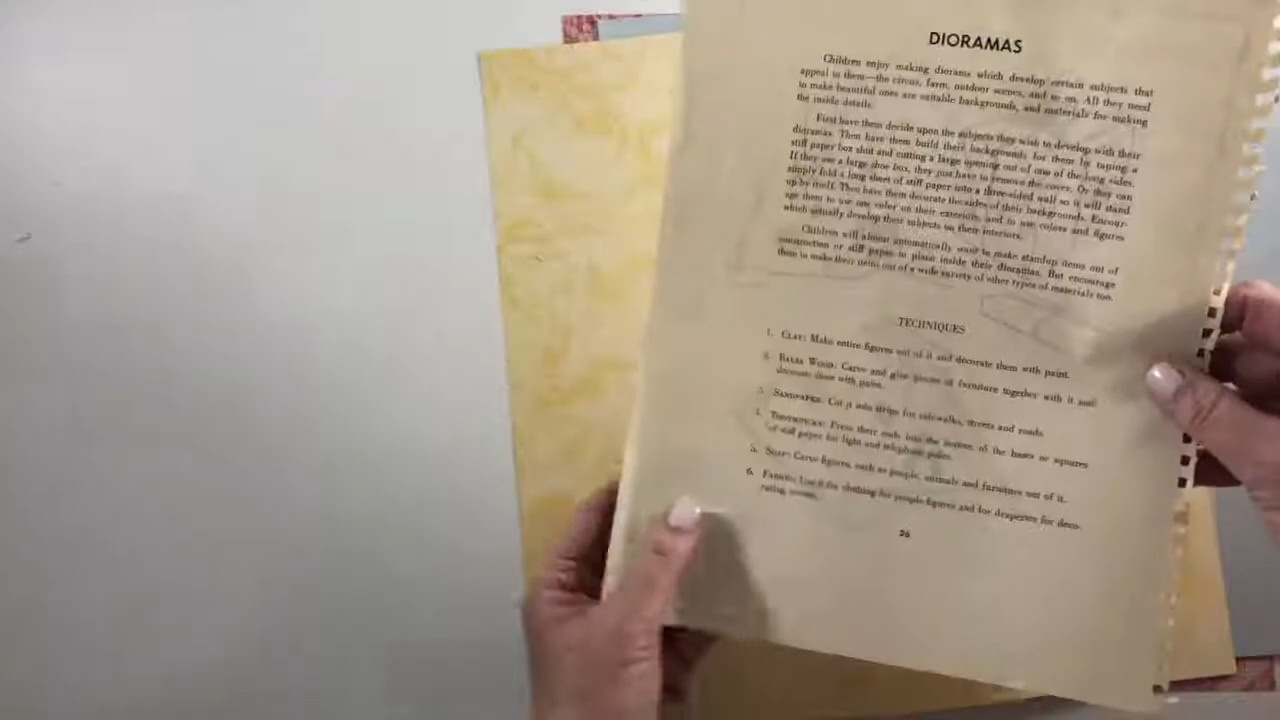 DIORAMAS
Children enjoy making diorama which develop certain subjects that
appeal to them—the circus, farm, outdoor scenes, and so on. All they need
to make beautiful ones are suitable backgrounds, and materials for making
the inside details.
First have them decide upon the subjects they wish to develop with their
dioramas. Then have them build their backgrounds for them by taping a
stiff paper box shut and cutting a large opening out of one of the long sides.
If they use a large shoe box, they just have to remove the cover. Or they can
simply fold a long sheet of stiff paper into a three-sided wall so it will stand
up by itself. Then have them decorate the sides of their backgrounds. Encour-
age them to use one color on their exteriors, and to use colors and figures
which actually develop their subjects on their interiors.
Children will almost automatically want to make standup items out of
construction or stiff paper to place inside their dioramas. But encourage
them to make their items out of a wide variety of other types of materials too.
TECHNIQUES
1. CLAY: Make entire figures out of it and decorate them with paint.
2. BALSA WOOD: Carve and glue pieces of furniture together with it and
decorate them with paint.
3. SANDPAPER: Cut it into strips for sidewalks, streets and roads.
4. TOOTHPICKS: Press their ends into the bottom of the boxes or squares
of stiff paper for light and telephone poles.
5. SOAP: Carve figures, such as people, animals and furniture out of it.
6. FABRIC: Use it for clothing for people figures and for draperies for deco-
rating rooms.
26